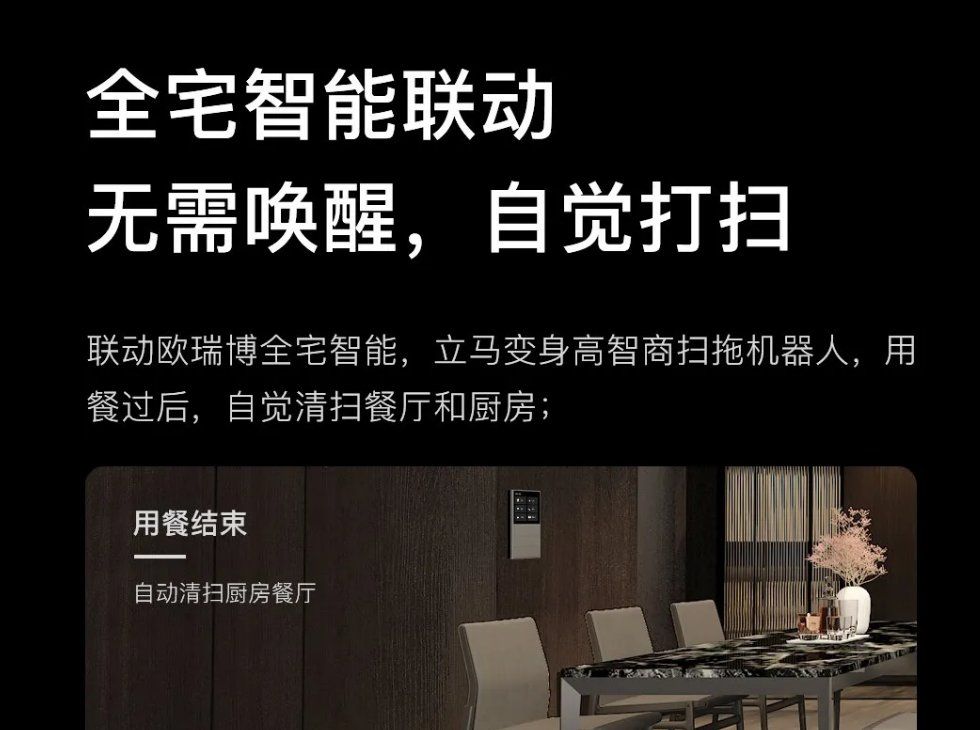 全宅智能联动
无需唤醒，自觉打扫
联动欧瑞博全宅智能，立马变身高智商扫拖机器人，用
餐过后，自觉清扫餐厅和厨房；
用餐结束
自动清扫厨房餐厅